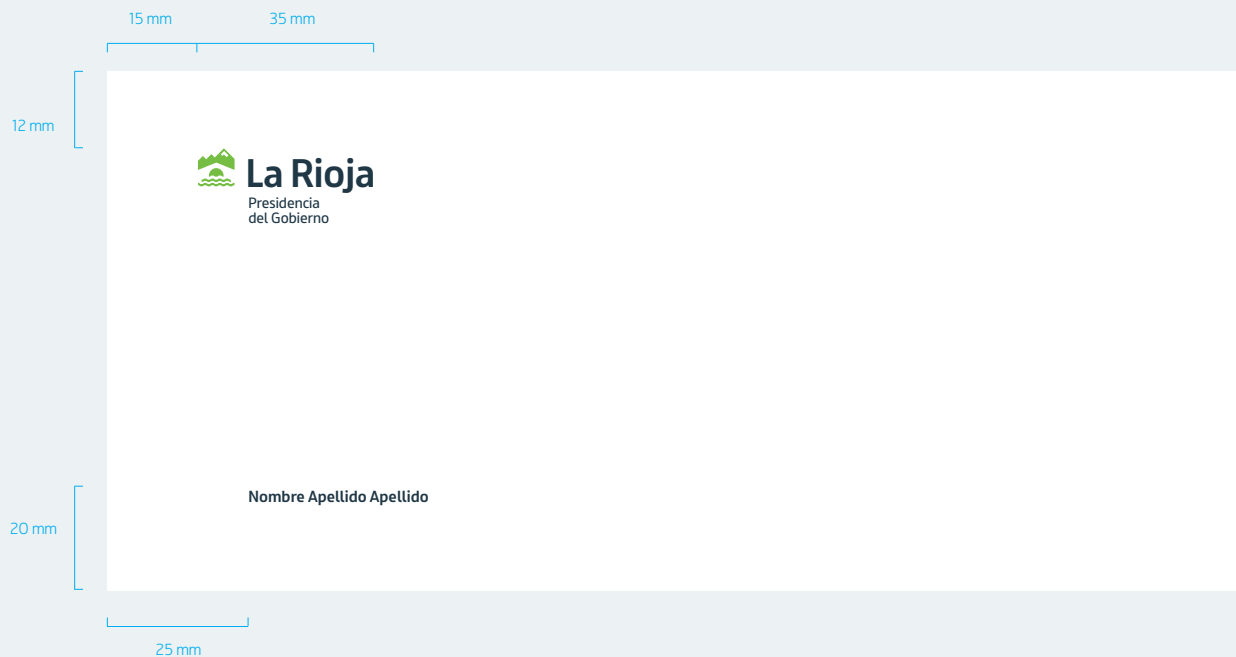 15 mm
35 mm
12 mm
La Rioja
Presidencia
del Gobierno
Nombre Apellido Apellido
20 mm
25 mm